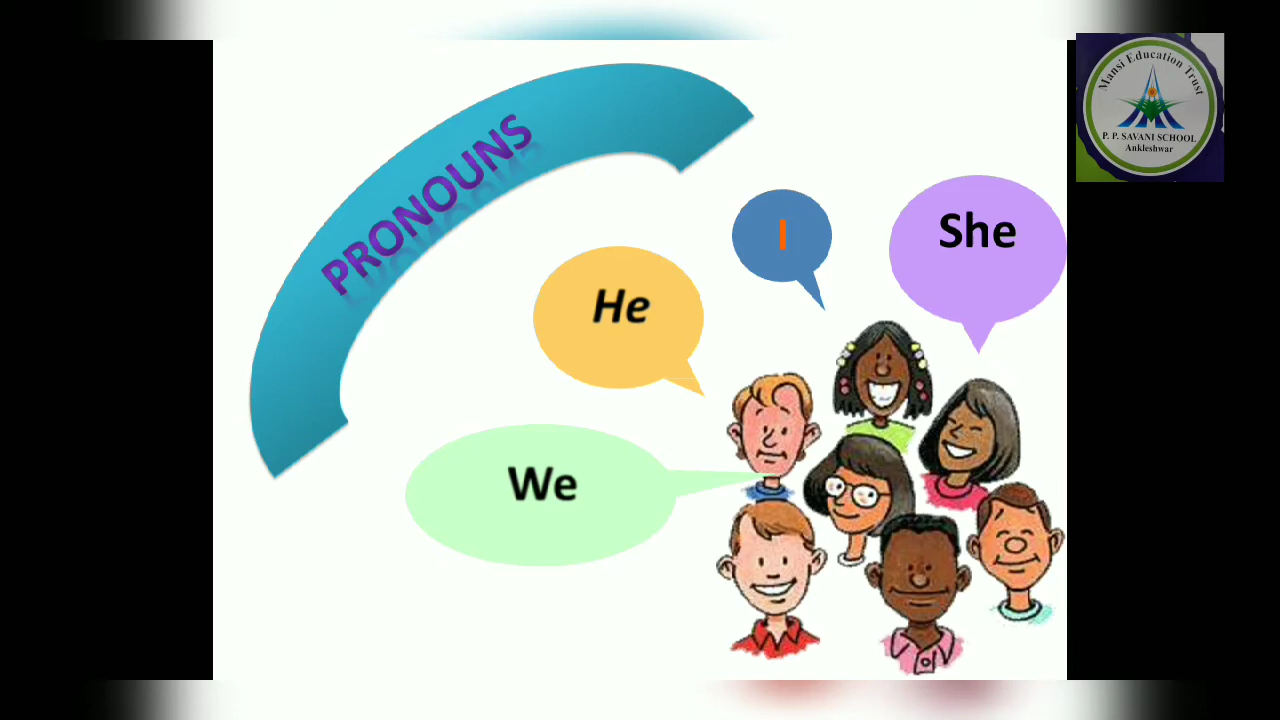 PRONOUNS
I
She
He
We
Mansi Education Trust
P. P. SAVANI SCHOOL
Ankleshwar